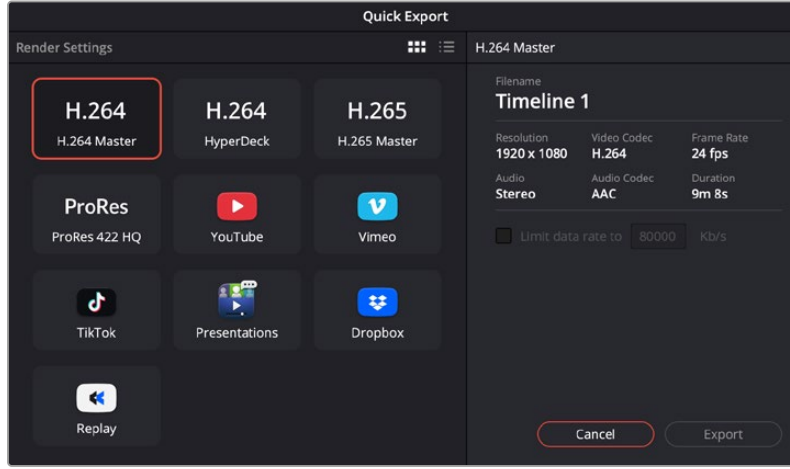 Quick Export
Render Settings
H.264 Master
H.264
H.264 Master
H.264
HyperDeck
H.265
H.265 Master
ProRes
ProRes 422 HQ
YouTube
Vimeo
TikTok
Presentations
Dropbox
Replay
Filename
Timeline 1
Resolution Video Codec Frame Rate
1920 x 1080 H.264 24 fps
Audio Audio Codec Duration
Stereo AAC 9m 8s
Limit data rate to 80000 Kb/s
Cancel Export